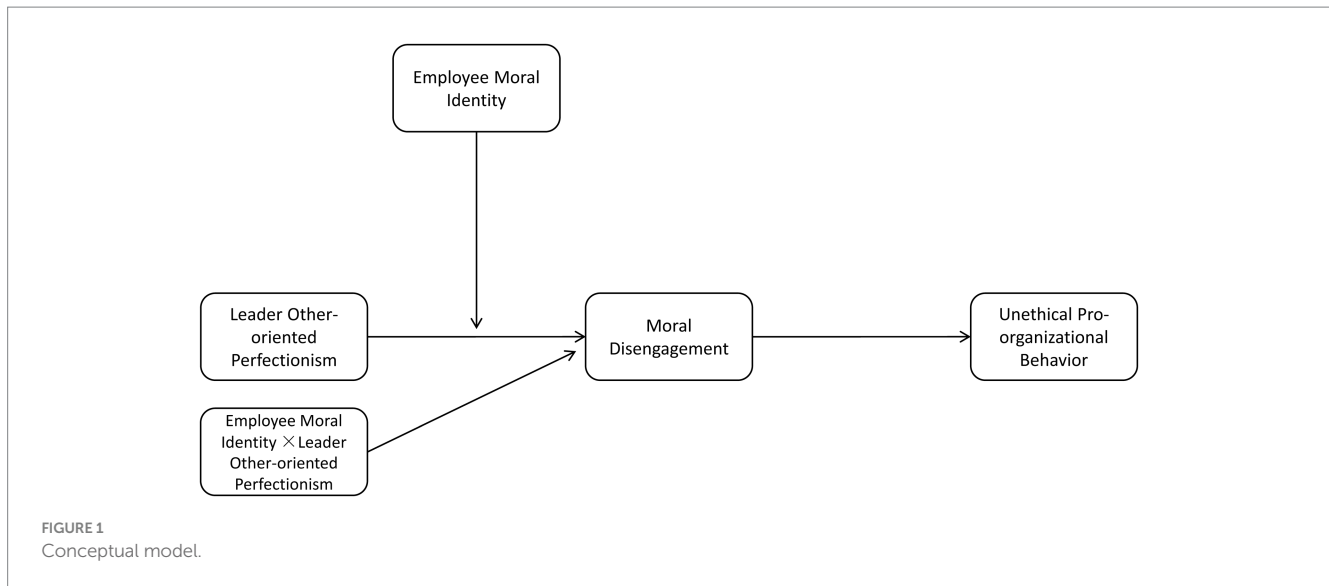 Employee Moral
Identity
Leader Other-
oriented
Perfectionism
Moral
Disengagement
Unethical Pro-
organizational
Behavior
Employee Moral
Identity ×Leader
Other-oriented
Perfectionism
FIGURE 1
Conceptual model.